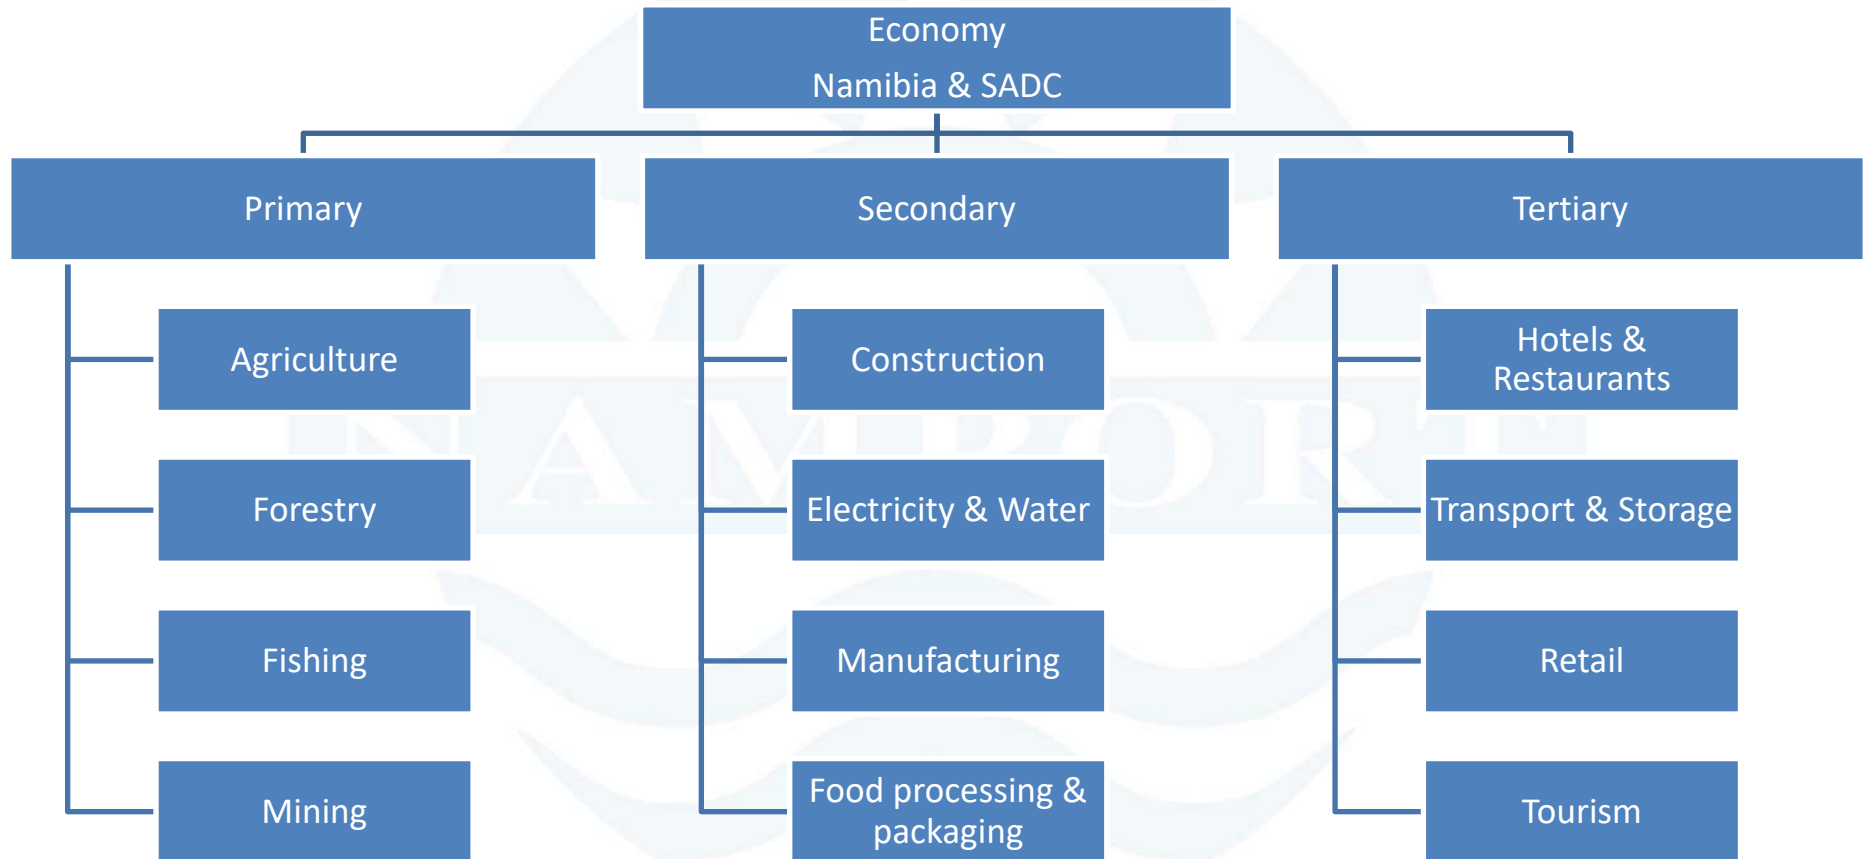 Economy
Namibia & SADC
Primary
Secondary
Tertiary
Agriculture
Construction
Hotels &
Restaurants
Forestry
Electricity & Water
Transport & Storage
Fishing
Manufacturing
Retail
Mining
Food processing &
packaging
Tourism
NAMPORT